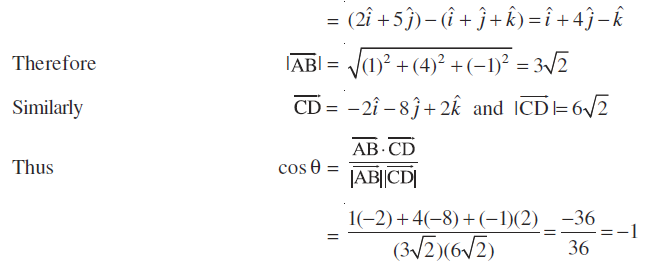 = (2î + 5ĵ) – (î + ĵ + k̂) = î + 4ĵ – k̂
Therefore |AB⃗| = √((1)² + (4)² + (–1)²) = 3√2
Similarly CD⃗ = –2î – 8ĵ + 2k̂ and |CD⃗| = 6√2
Thus cos θ = (AB⃗ · CD⃗) / (|AB⃗||CD⃗|)
= (1(–2) + 4(–8) + (–1)(2)) / ((3√2)(6√2)) = –36 / 36 = –1